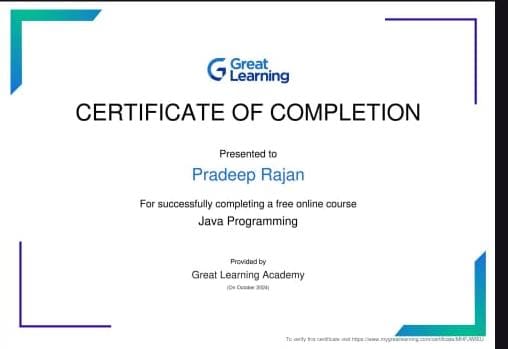 Great
Learning
CERTIFICATE OF COMPLETION
Presented to
Pradeep Rajan
For successfully completing a free online course
Java Programming
Provided by
Great Learning Academy
(On October 2024)
To verify this certificate visit https://www.mygreatlearning.com/certificate/